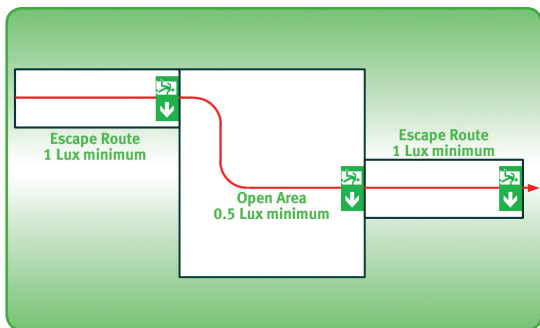 Escape Route
1 Lux minimum
Open Area
0.5 Lux minimum
Escape Route
1 Lux minimum